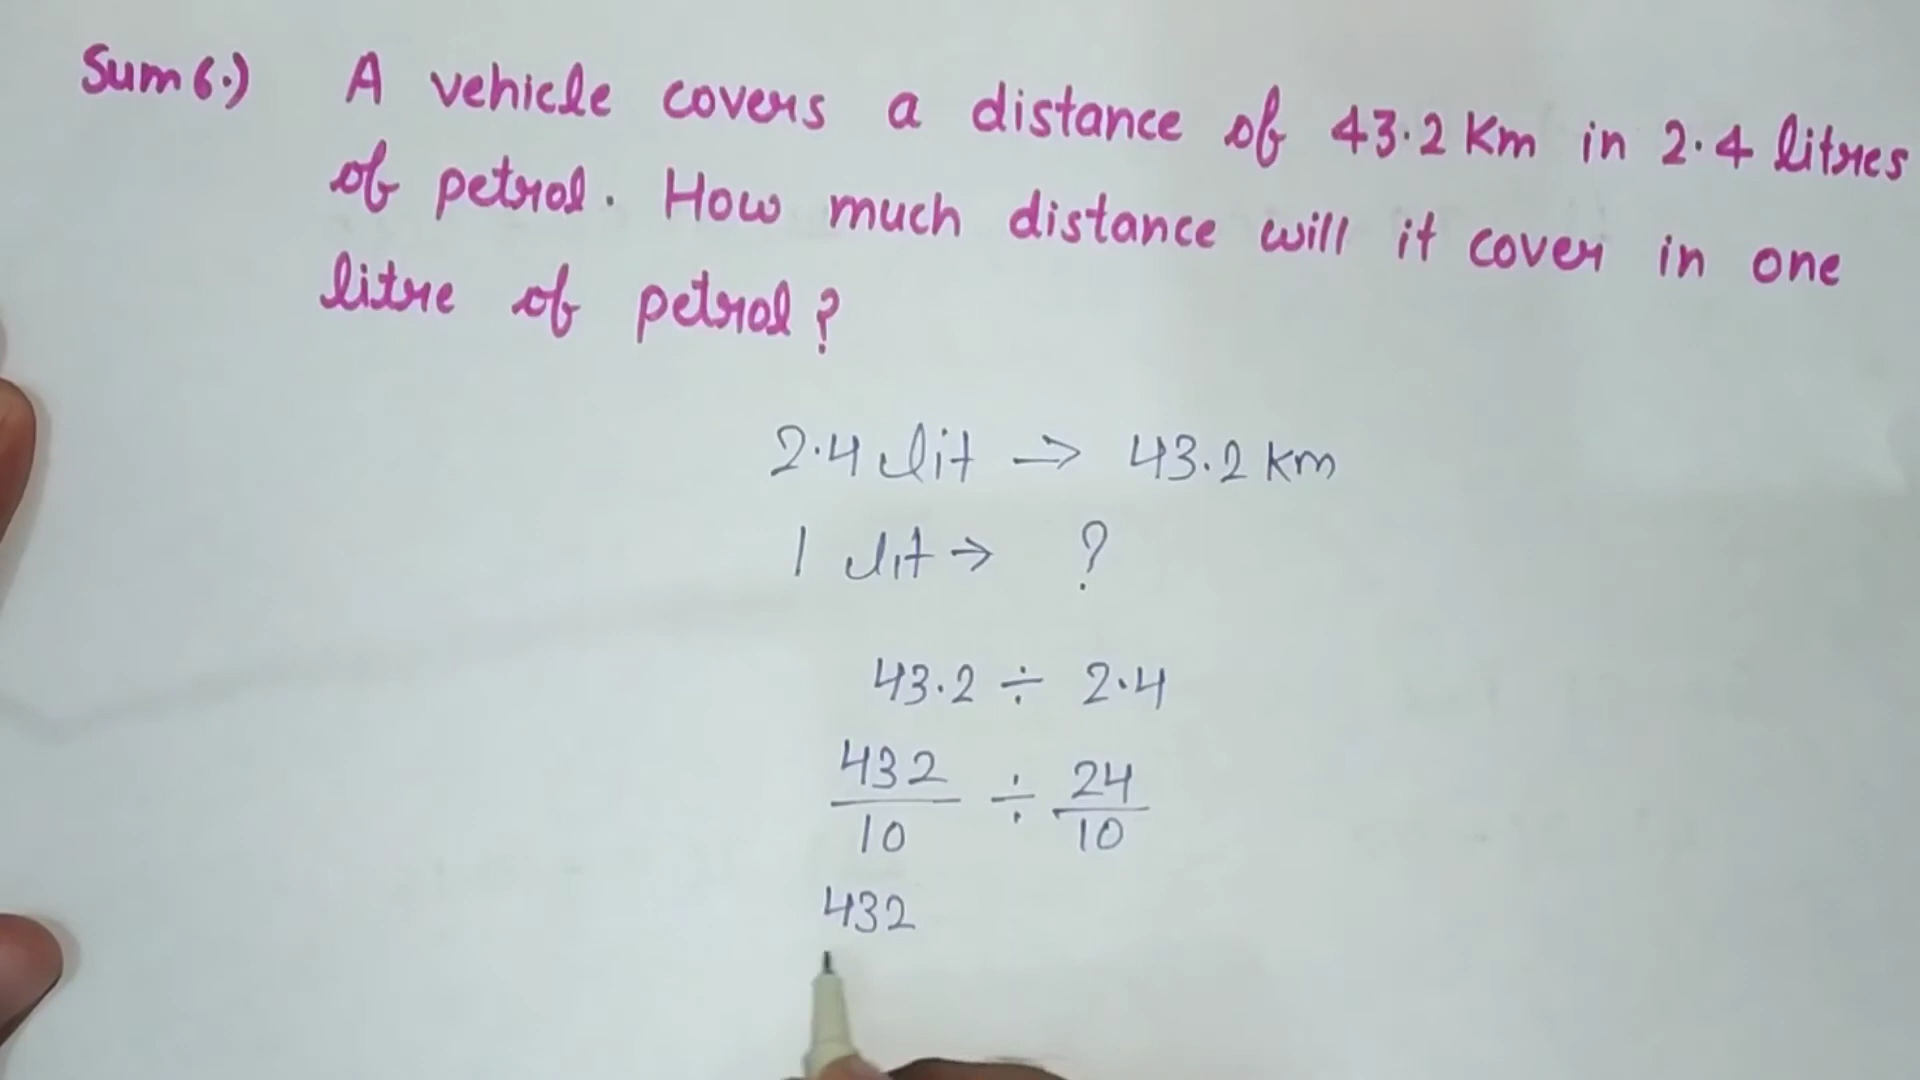 Sum 6.) A vehicle covers a distance of 43.2 Km in 2.4 litres
of petrol. How much distance will it cover in one
litre of petrol?
2.4 lit ⇒ 43.2 km
1 lit → ?
43.2 ÷ 2.4
432/10 ÷ 24/10
432